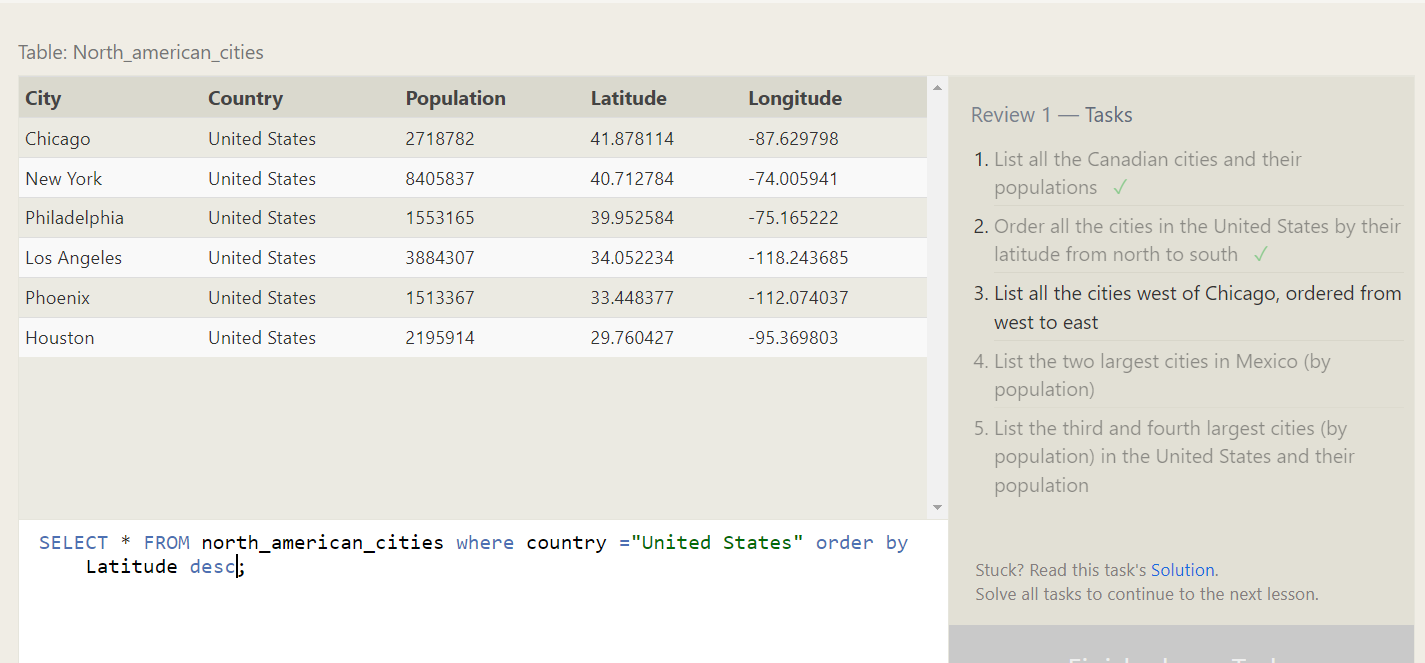 Table: North_american_cities
City Country Population Latitude Longitude
Chicago United States 2718782 41.878114 -87.629798
New York United States 8405837 40.712784 -74.005941
Philadelphia United States 1553165 39.952584 -75.165222
Los Angeles United States 3884307 34.052234 -118.243685
Phoenix United States 1513367 33.448377 -112.074037
Houston United States 2195914 29.760427 -95.369803
SELECT * FROM north_american_cities where country ="United States" order by
Latitude desc;
Review 1 — Tasks
1. List all the Canadian cities and their
populations ✓
2. Order all the cities in the United States by their
latitude from north to south ✓
3. List all the cities west of Chicago, ordered from
west to east
4. List the two largest cities in Mexico (by
population)
5. List the third and fourth largest cities (by
population) in the United States and their
population
Stuck? Read this task's Solution.
Solve all tasks to continue to the next lesson.